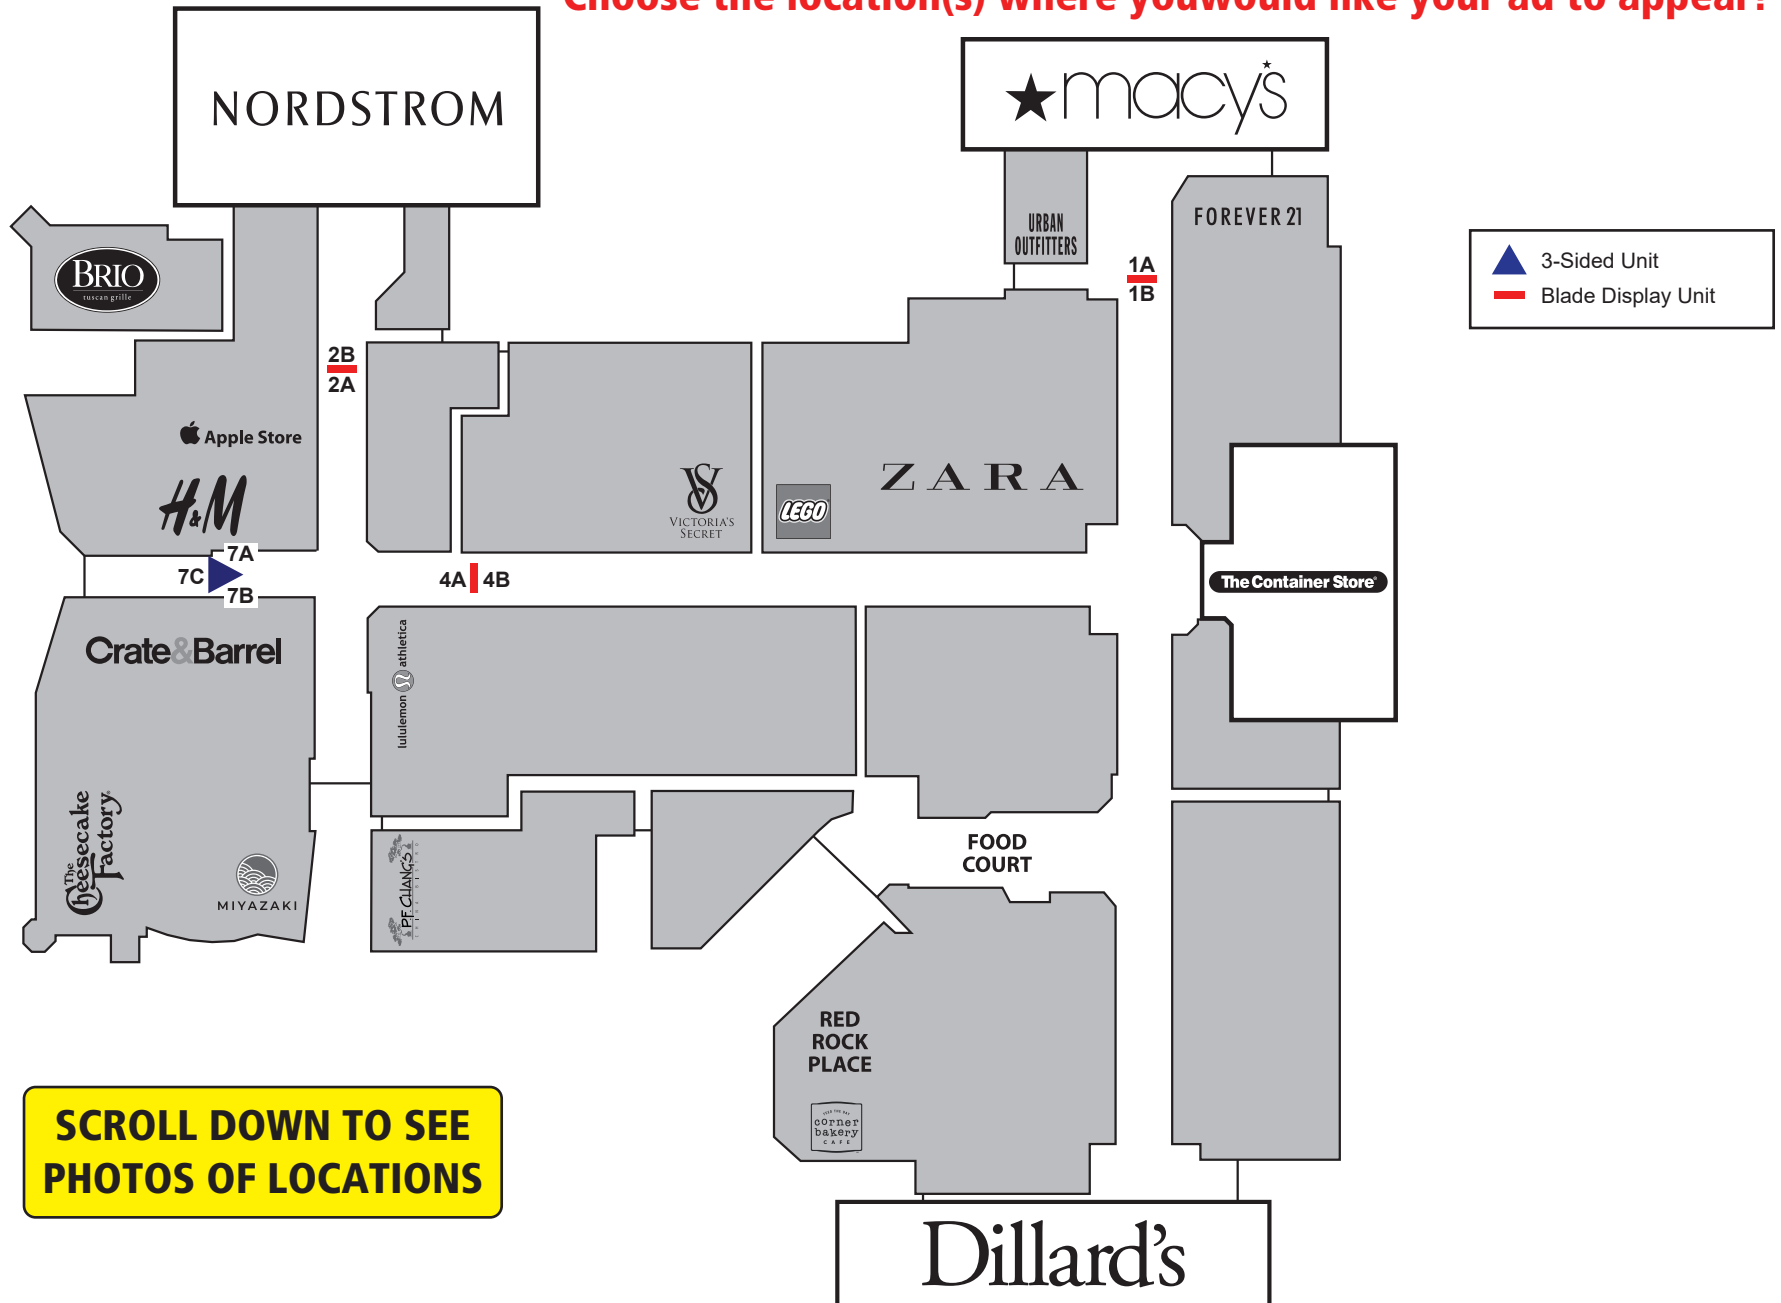 Choose the location(s) where youwould like your ad to appear!
NORDSTROM
macy's
URBAN
OUTFITTERS
FOREVER 21
1A
1B
3-Sided Unit
Blade Display Unit
BRIO
tuscan grille
2B
2A
Apple Store
H&M
VS
VICTORIA'S
SECRET
LEGO
ZARA
7A
7C
7B
4A
4B
The Container Store
Crate&Barrel
lululemon athletica
The
Cheesecake
Factory
MIYAZAKI
P.F. CHANG'S
FOOD
COURT
RED
ROCK
PLACE
corner
bakery
CAFE
SCROLL DOWN TO SEE
PHOTOS OF LOCATIONS
Dillard's